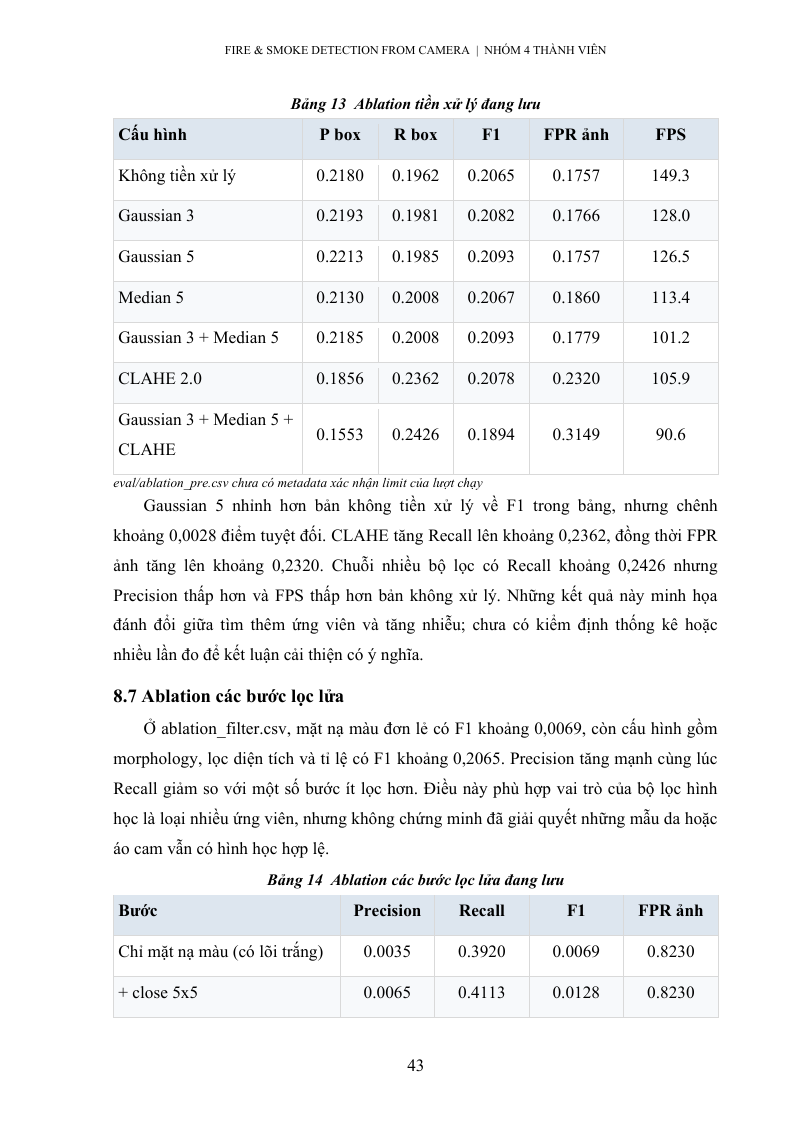 FIRE & SMOKE DETECTION FROM CAMERA | NHÓM 4 THÀNH VIÊN
Bảng 13 Ablation tiền xử lý đang lưu
Cấu hình P box R box F1 FPR ảnh FPS
Không tiền xử lý 0.2180 0.1962 0.2065 0.1757 149.3
Gaussian 3 0.2193 0.1981 0.2082 0.1766 128.0
Gaussian 5 0.2213 0.1985 0.2093 0.1757 126.5
Median 5 0.2130 0.2008 0.2067 0.1860 113.4
Gaussian 3 + Median 5 0.2185 0.2008 0.2093 0.1779 101.2
CLAHE 2.0 0.1856 0.2362 0.2078 0.2320 105.9
Gaussian 3 + Median 5 +
CLAHE 0.1553 0.2426 0.1894 0.3149 90.6
eval/ablation_pre.csv chưa có metadata xác nhận limit của lượt chạy
Gaussian 5 nhỉnh hơn bản không tiền xử lý về F1 trong bảng, nhưng chênh
khoảng 0,0028 điểm tuyệt đối. CLAHE tăng Recall lên khoảng 0,2362, đồng thời FPR
ảnh tăng lên khoảng 0,2320. Chuỗi nhiều bộ lọc có Recall khoảng 0,2426 nhưng
Precision thấp hơn và FPS thấp hơn bản không xử lý. Những kết quả này minh họa
đánh đổi giữa tìm thêm ứng viên và tăng nhiễu; chưa có kiểm định thống kê hoặc
nhiều lần đo để kết luận cải thiện có ý nghĩa.
8.7 Ablation các bước lọc lửa
Ở ablation_filter.csv, mặt nạ màu đơn lẻ có F1 khoảng 0,0069, còn cấu hình gồm
morphology, lọc diện tích và tỉ lệ có F1 khoảng 0,2065. Precision tăng mạnh cùng lúc
Recall giảm so với một số bước ít lọc hơn. Điều này phù hợp vai trò của bộ lọc hình
học là loại nhiều ứng viên, nhưng không chứng minh đã giải quyết những mẫu da hoặc
áo cam vẫn có hình học hợp lệ.
Bảng 14 Ablation các bước lọc lửa đang lưu
Bước Precision Recall F1 FPR ảnh
Chỉ mặt nạ màu (có lõi trắng) 0.0035 0.3920 0.0069 0.8230
+ close 5x5 0.0065 0.4113 0.0128 0.8230
43